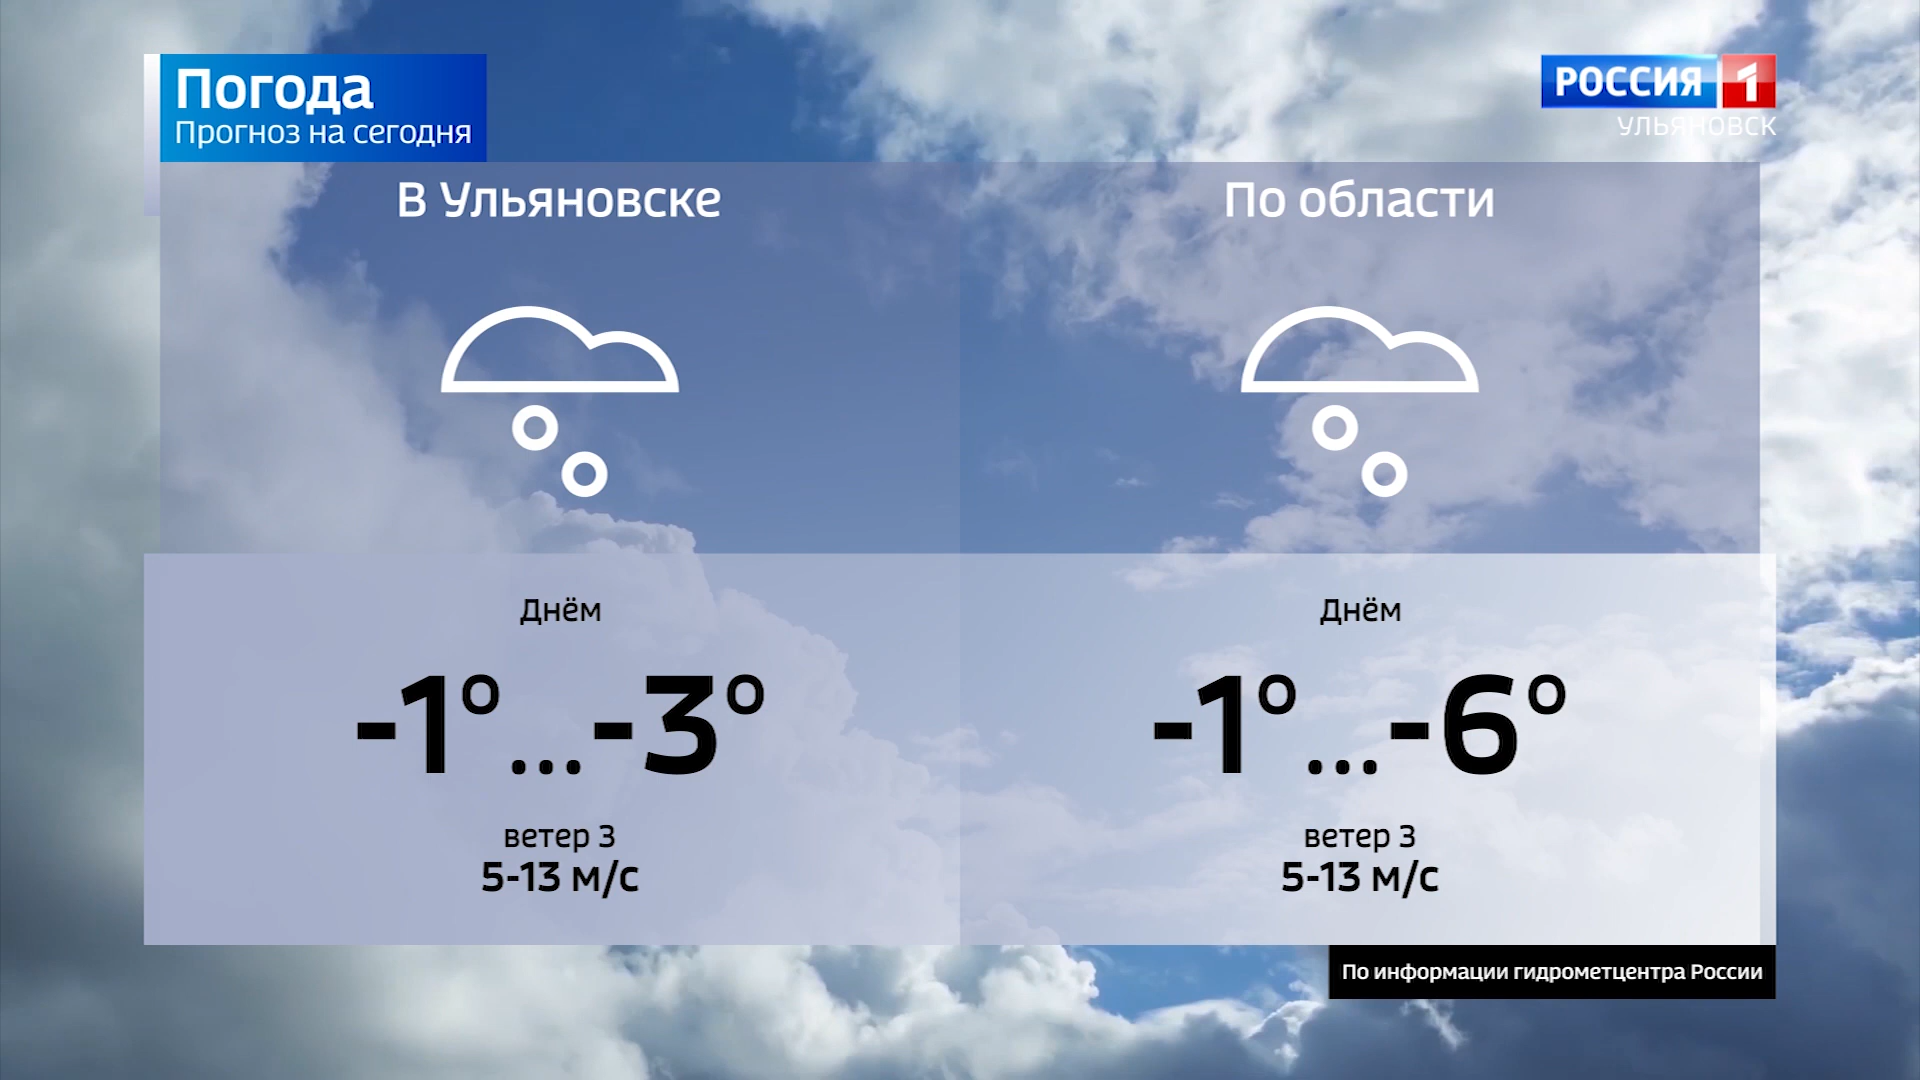 Погода
Прогноз на сегодня
РОССИЯ 1
УЛЬЯНОВСК
В Ульяновске
По области
Днём
-1°...-3°
ветер З
5-13 м/с
Днём
-1°...-6°
ветер З
5-13 м/с
По информации гидрометцентра России